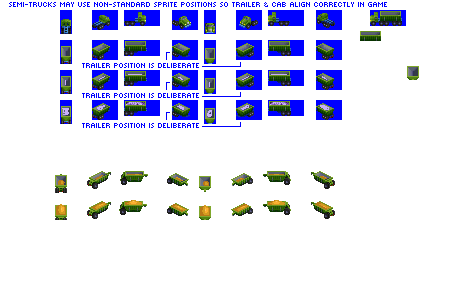 SEMI-TRUCKS MAY USE NON-STANDARD SPRITE POSITIONS SO TRAILER & CAB ALIGN CORRECTLY IN GAME
TRAILER POSITION IS DELIBERATE
TRAILER POSITION IS DELIBERATE
TRAILER POSITION IS DELIBERATE